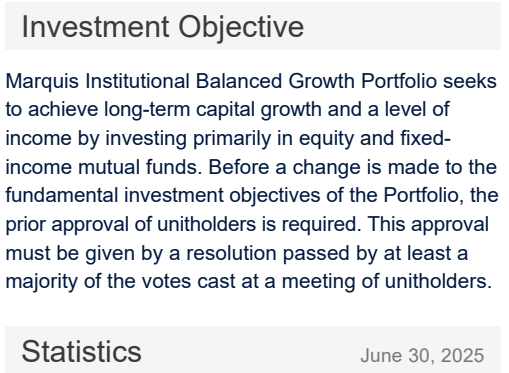 Investment Objective
Marquis Institutional Balanced Growth Portfolio seeks
to achieve long-term capital growth and a level of
income by investing primarily in equity and fixed-
income mutual funds. Before a change is made to the
fundamental investment objectives of the Portfolio, the
prior approval of unitholders is required. This approval
must be given by a resolution passed by at least a
majority of the votes cast at a meeting of unitholders.
Statistics June 30, 2025